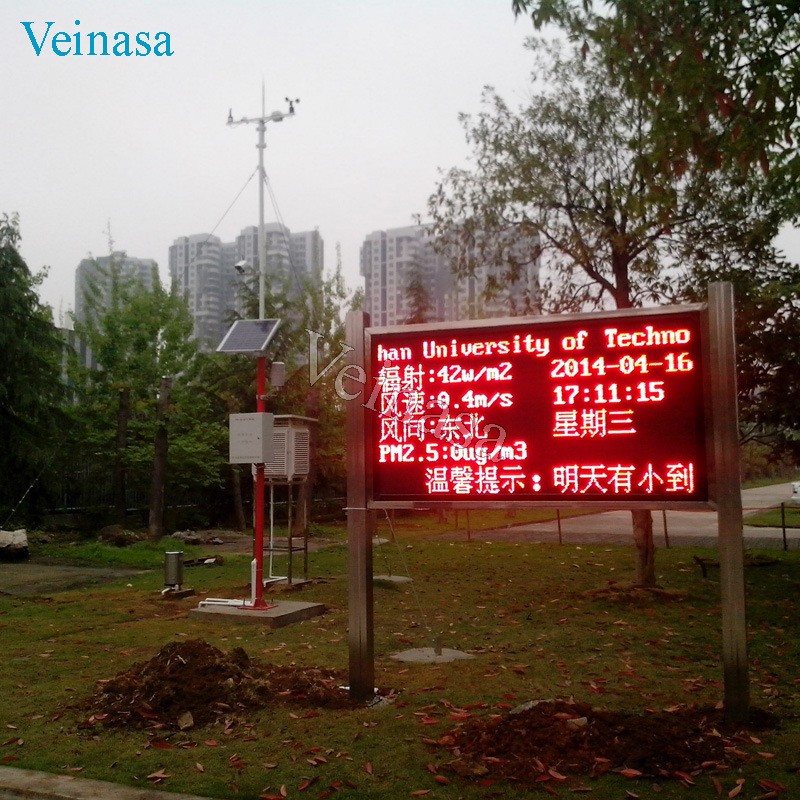 Veinasa
han University of Techno
辐射:42w/m2 2014-04-16
风速:0.4m/s 17:11:15
风向:东北 星期三
PM2.5:0ug/m3
温馨提示：明天有小到
Veinasa